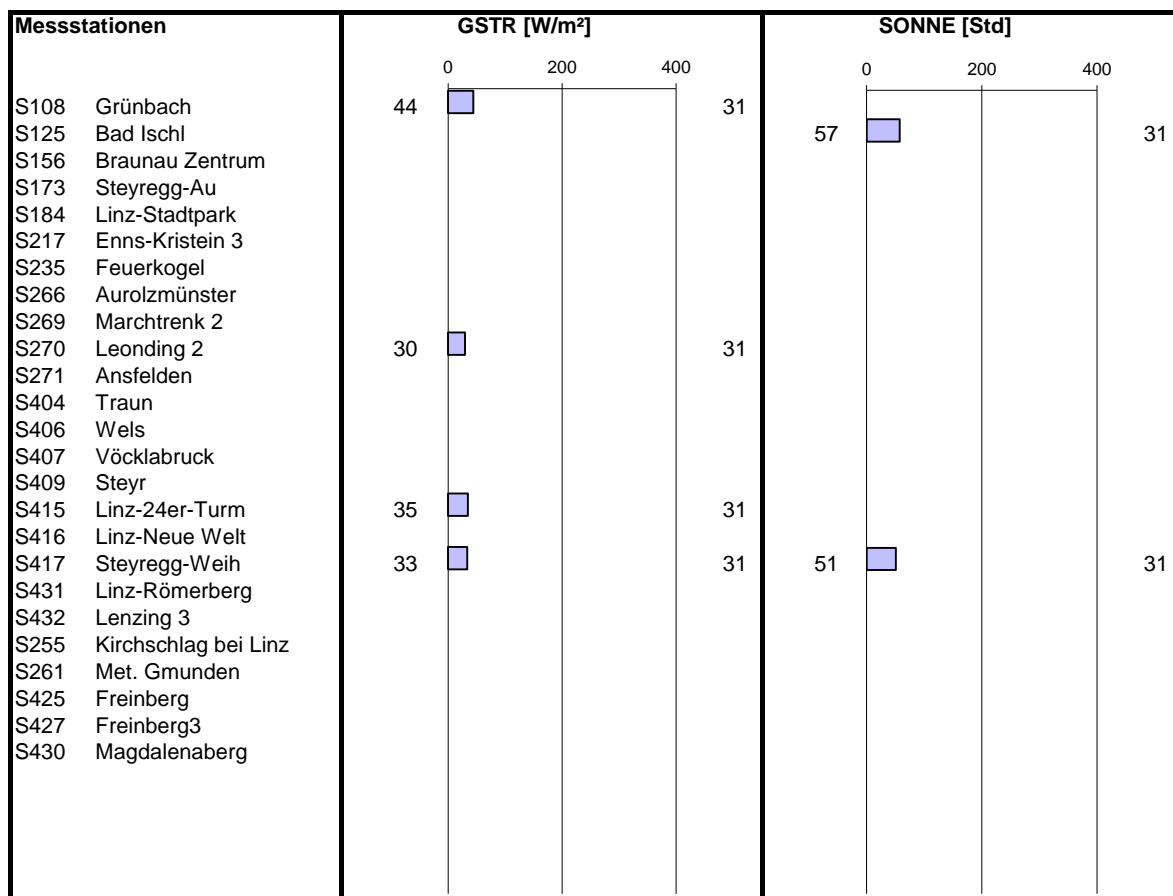 Messstationen GSTR [W/m²] SONNE [Std]
0 200 400 0 200 400
S108 Grünbach 44 31
S125 Bad Ischl 57 31
S156 Braunau Zentrum
S173 Steyregg-Au
S184 Linz-Stadtpark
S217 Enns-Kristein 3
S235 Feuerkogel
S266 Aurolzmünster
S269 Marchtrenk 2
S270 Leonding 2 30 31
S271 Ansfelden
S404 Traun
S406 Wels
S407 Vöcklabruck
S409 Steyr
S415 Linz-24er-Turm 35 31
S416 Linz-Neue Welt
S417 Steyregg-Weih 33 31 51 31
S431 Linz-Römerberg
S432 Lenzing 3
S255 Kirchschlag bei Linz
S261 Met. Gmunden
S425 Freinberg
S427 Freinberg3
S430 Magdalenaberg